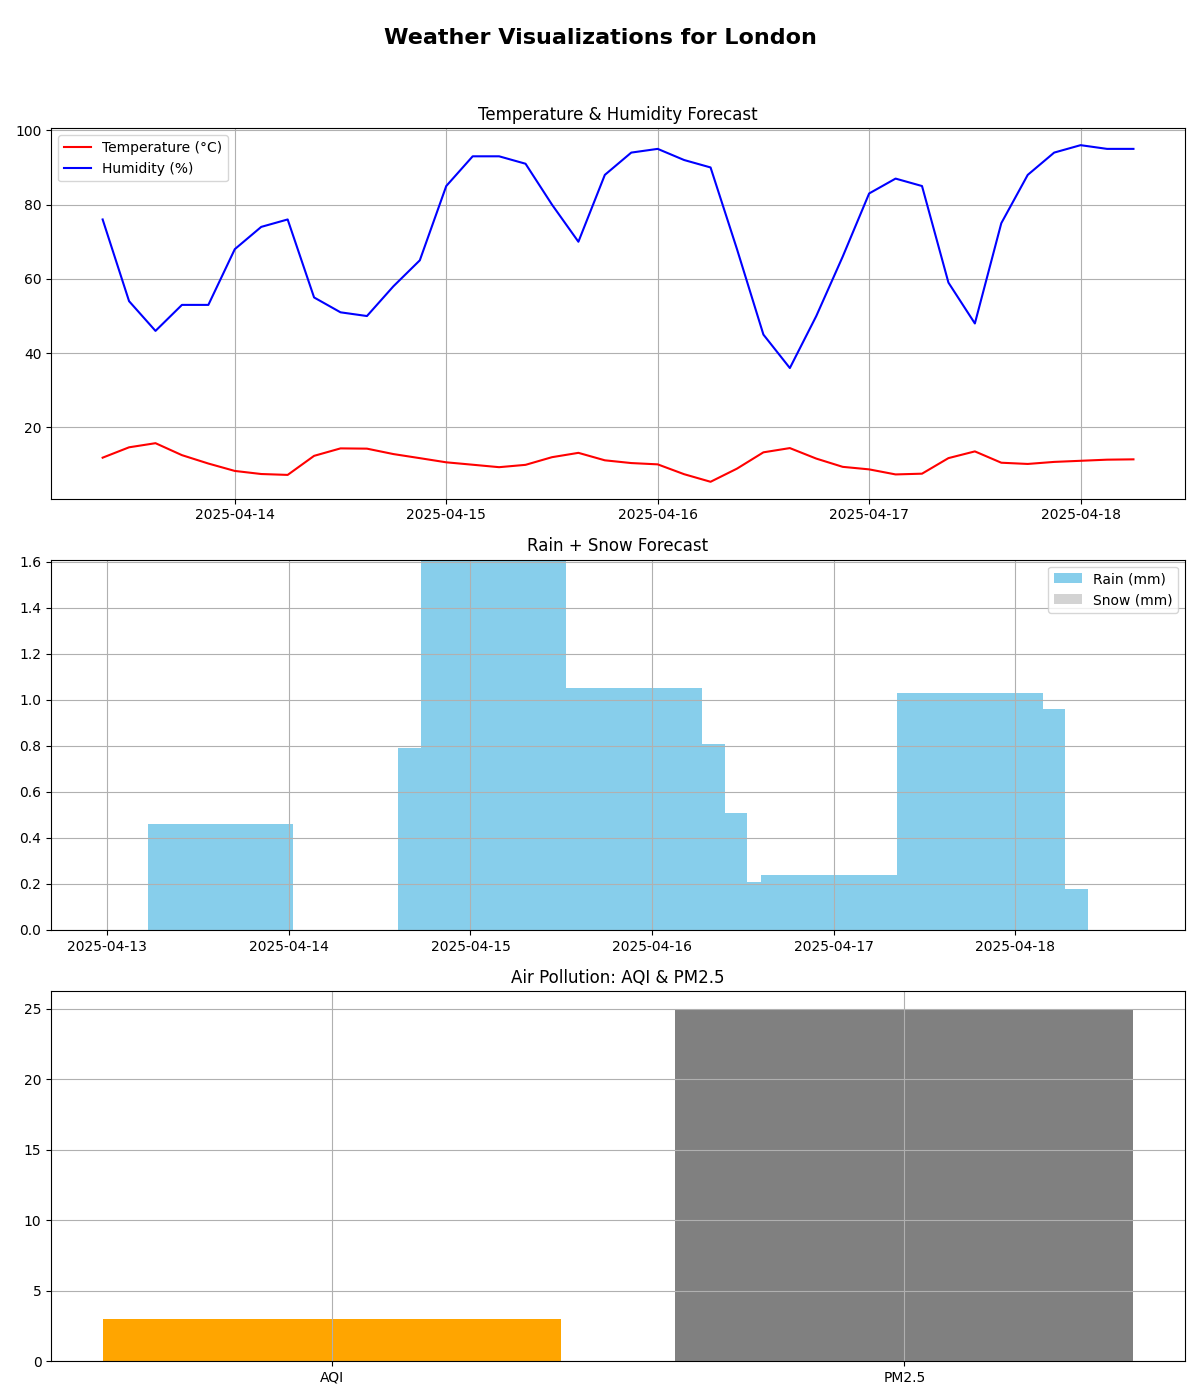 Weather Visualizations for London
Temperature & Humidity Forecast
Temperature (°C)
Humidity (%)
100
80
60
40
20
2025-04-14 2025-04-15 2025-04-16 2025-04-17 2025-04-18
Rain + Snow Forecast
Rain (mm)
Snow (mm)
1.6
1.4
1.2
1.0
0.8
0.6
0.4
0.2
0.0
2025-04-13 2025-04-14 2025-04-15 2025-04-16 2025-04-17 2025-04-18
Air Pollution: AQI & PM2.5
25
20
15
10
5
0
AQI PM2.5